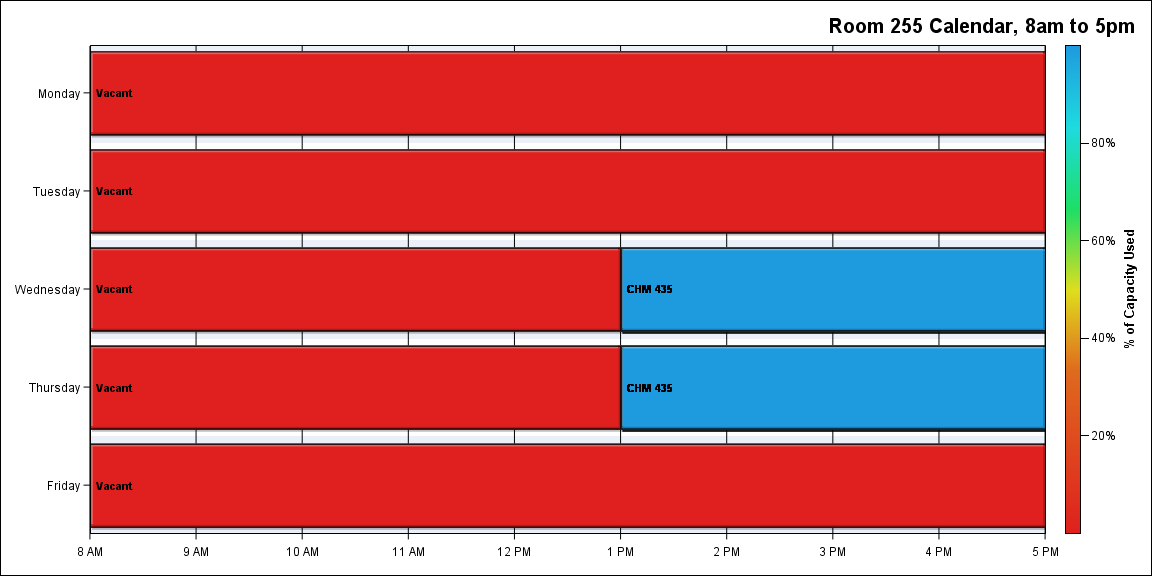 Room 255 Calendar, 8am to 5pm
Monday
Vacant
Tuesday
Vacant
Wednesday
Vacant
CHM 435
Thursday
Vacant
CHM 435
Friday
Vacant
8 AM 9 AM 10 AM 11 AM 12 PM 1 PM 2 PM 3 PM 4 PM 5 PM
80%
60%
40%
20%
% of Capacity Used